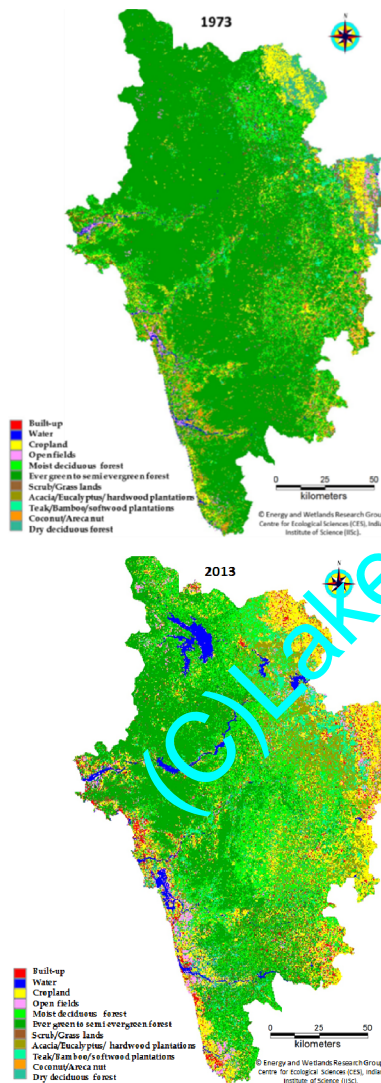 1973
N
Built-up
Water
Cropland
Open fields
Moist deciduous forest
Ever green to semi evergreen forest
Scrub/Grass lands
Acacia/Eucalyptus/hardwood plantations
Teak/Bamboo/softwood plantations
Coconut/Areca nut
Dry deciduous forest
0 25 50
kilometers
© Energy and Wetlands Research Group
Centre for Ecological Sciences (CES), India
Institute of Science (IISc).
2013
N
(C) Lake
Built-up
Water
Cropland
Open fields
Moist deciduous forest
Ever green to semi evergreen forest
Scrub/Grass lands
Acacia/Eucalyptus/ hardwood plantations
Teak/Bamboo/softwood plantations
Coconut/Areca nut
Dry deciduous forest
0 25 50
kilometers
© Energy and Wetlands Research Group
Centre for Ecological Sciences (CES), India
Institute of Science (IISc).